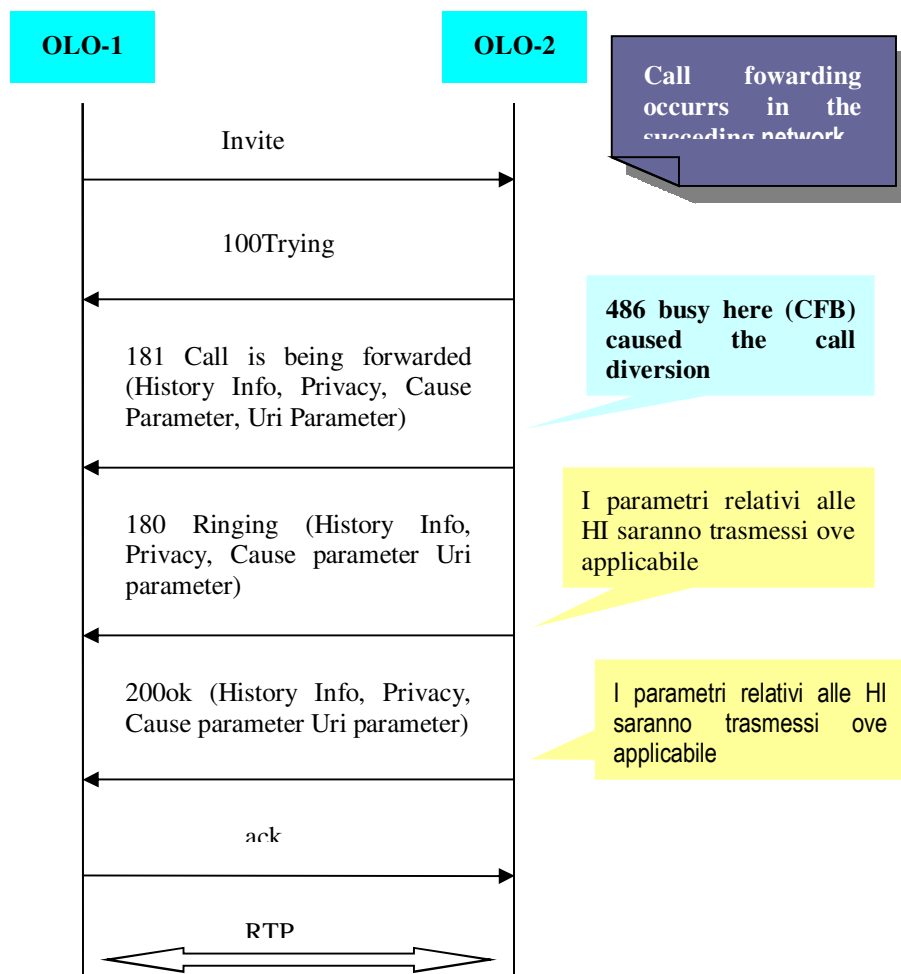 OLO-1
OLO-2
Call fowarding
occurrs in the
succeding network
Invite
100Trying
486 busy here (CFB)
caused the call
diversion
181 Call is being forwarded
(History Info, Privacy, Cause
Parameter, Uri Parameter)
I parametri relativi alle
HI saranno trasmessi ove
applicabile
180 Ringing (History Info,
Privacy, Cause parameter Uri
parameter)
200ok (History Info, Privacy,
Cause parameter Uri parameter)
I parametri relativi alle HI
saranno trasmessi ove
applicabile
ack
RTP